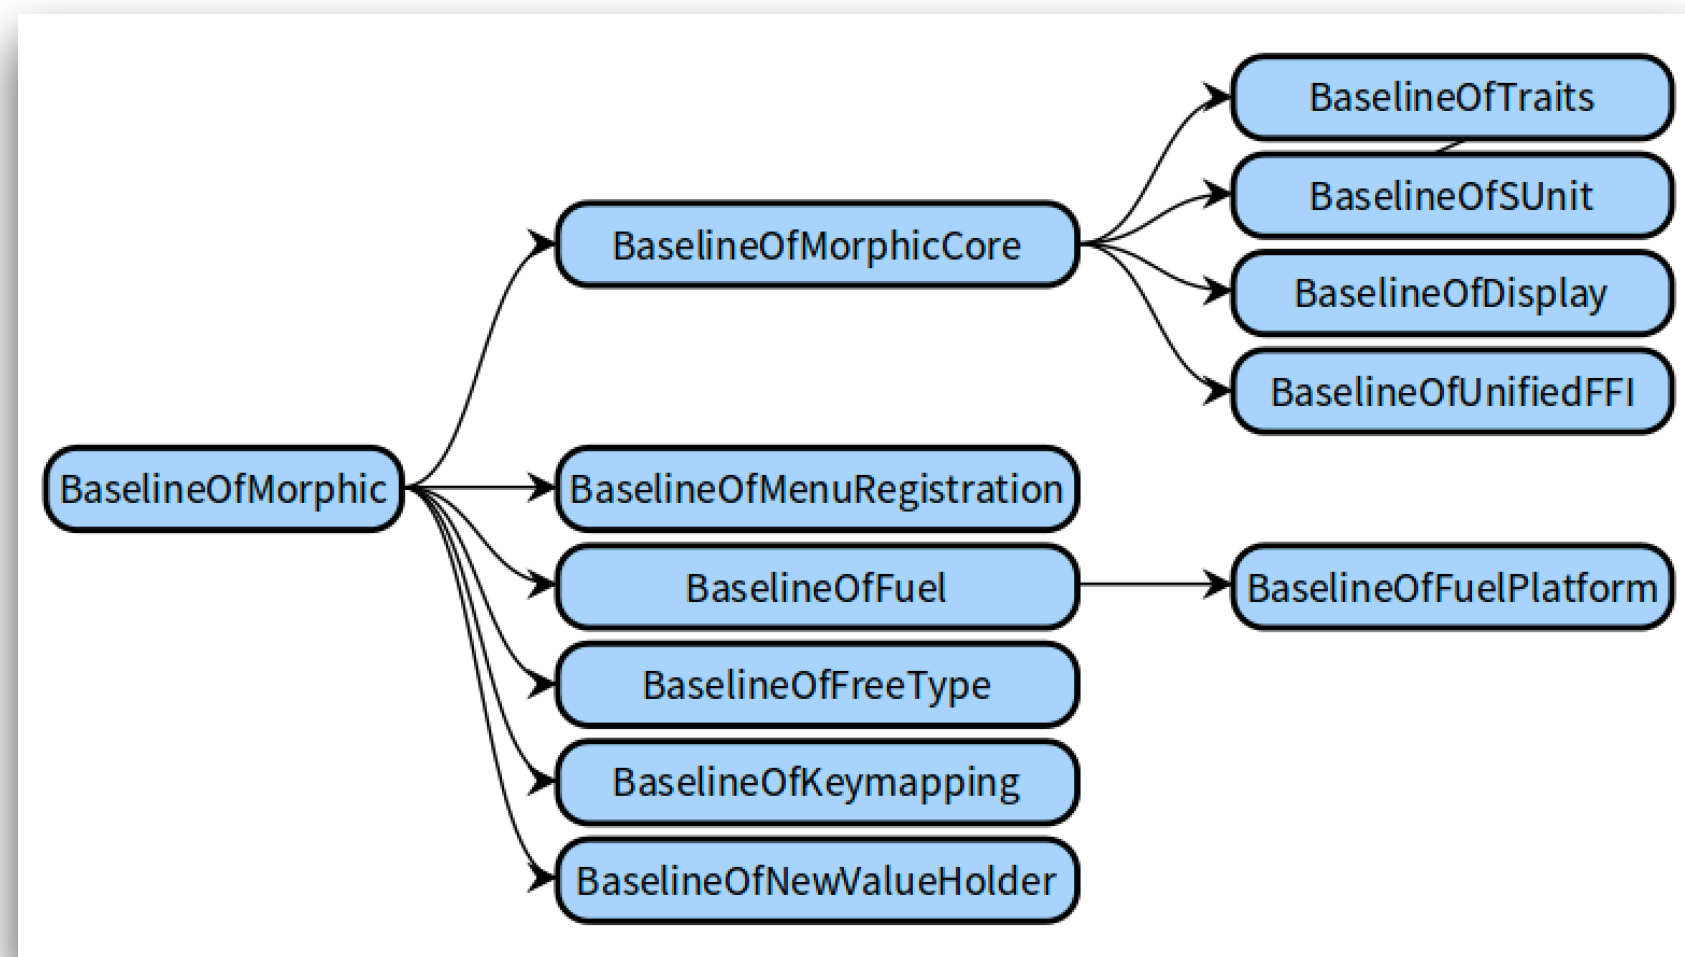 BaselineOfTraits
BaselineOfSUnit
BaselineOfMorphicCore
BaselineOfDisplay
BaselineOfUnifiedFFI
BaselineOfMorphic
BaselineOfMenuRegistration
BaselineOfFuel
BaselineOfFuelPlatform
BaselineOfFreeType
BaselineOfKeymapping
BaselineOfNewValueHolder